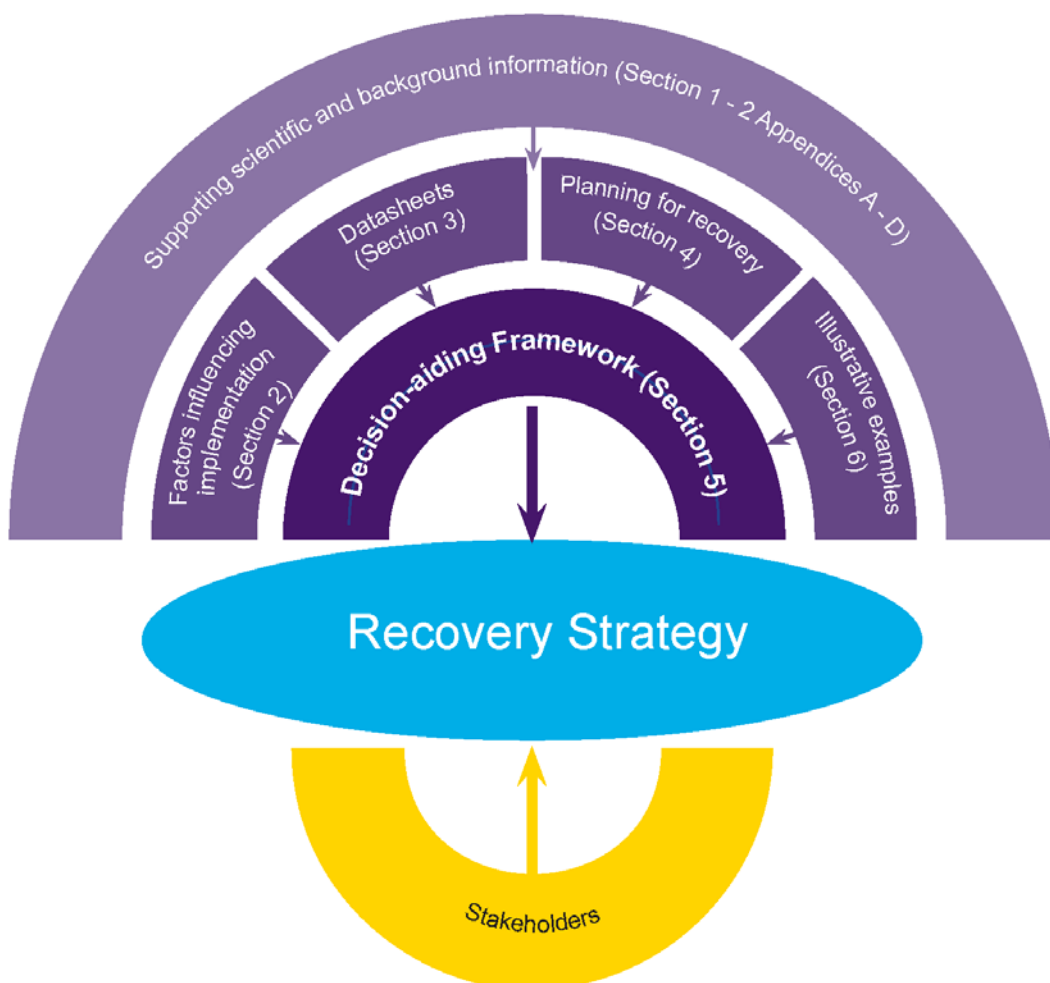 Supporting scientific and background information (Section 1 - 2 Appendices A - D)
Datasheets
(Section 3)
Planning for recovery
(Section 4)
Factors influencing
implementation
(Section 2)
Illustrative examples
(Section 6)
Decision-aiding Framework (Section 5)
Recovery Strategy
Stakeholders